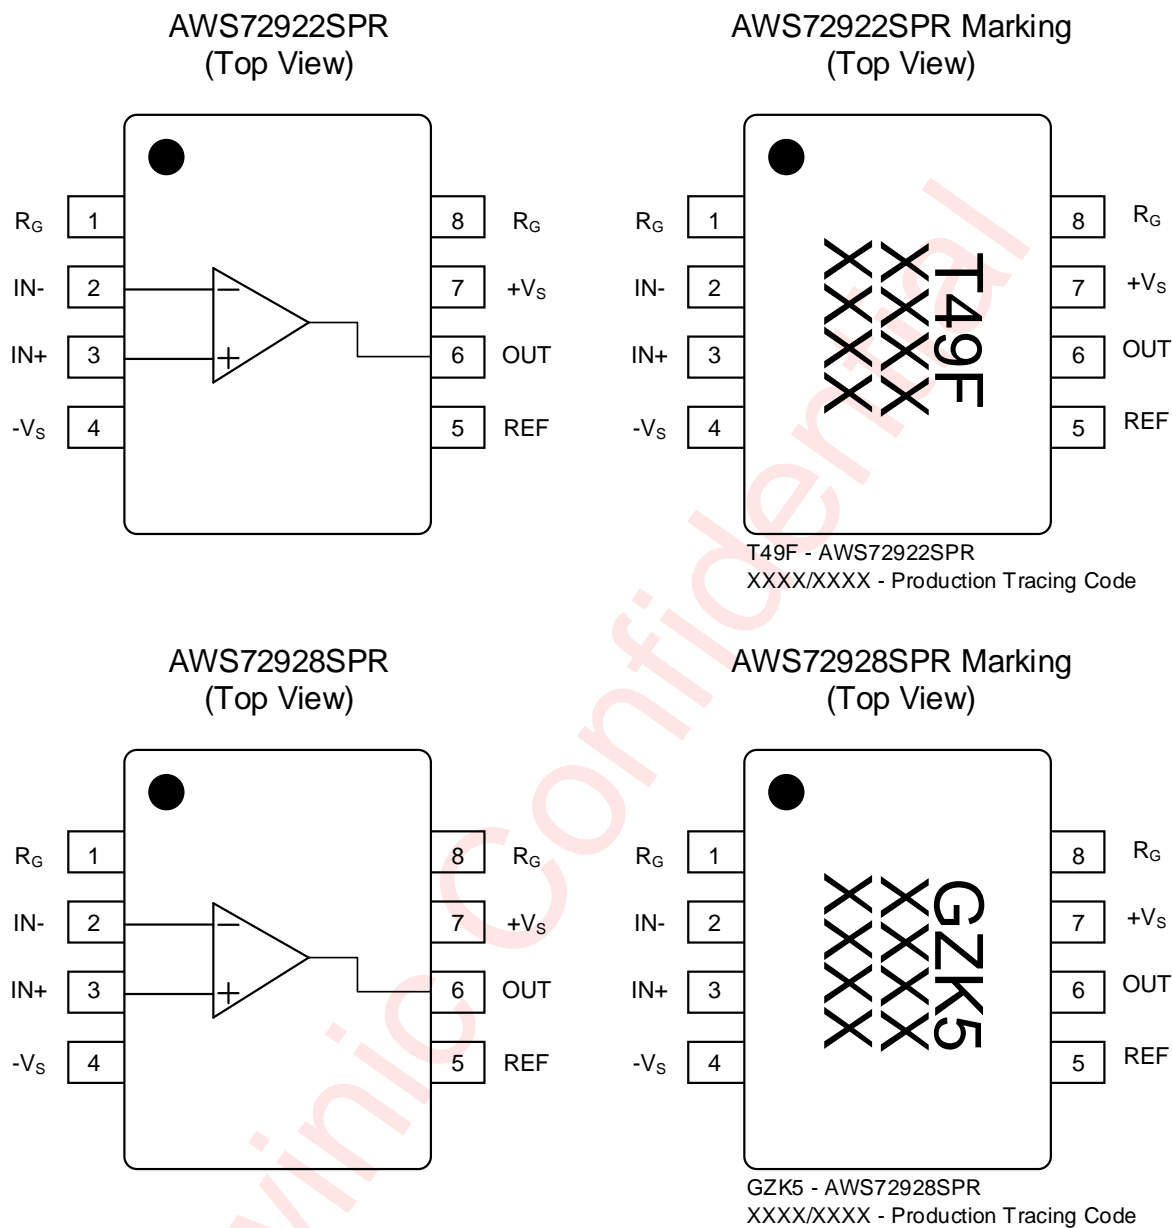 AWS72922SPR
(Top View)
RG 1 8 RG
IN- 2 7 +VS
IN+ 3 6 OUT
-VS 4 5 REF
− +
AWS72922SPR Marking
(Top View)
RG 1 8 RG
IN- 2 7 +VS
IN+ 3 6 OUT
-VS 4 5 REF
T49F
XXXX
XXXX
T49F - AWS72922SPR
XXXX/XXXX - Production Tracing Code
AWS72928SPR
(Top View)
RG 1 8 RG
IN- 2 7 +VS
IN+ 3 6 OUT
-VS 4 5 REF
− +
AWS72928SPR Marking
(Top View)
RG 1 8 RG
IN- 2 7 +VS
IN+ 3 6 OUT
-VS 4 5 REF
GZK5
XXXX
XXXX
GZK5 - AWS72928SPR
XXXX/XXXX - Production Tracing Code
vinic Confidential